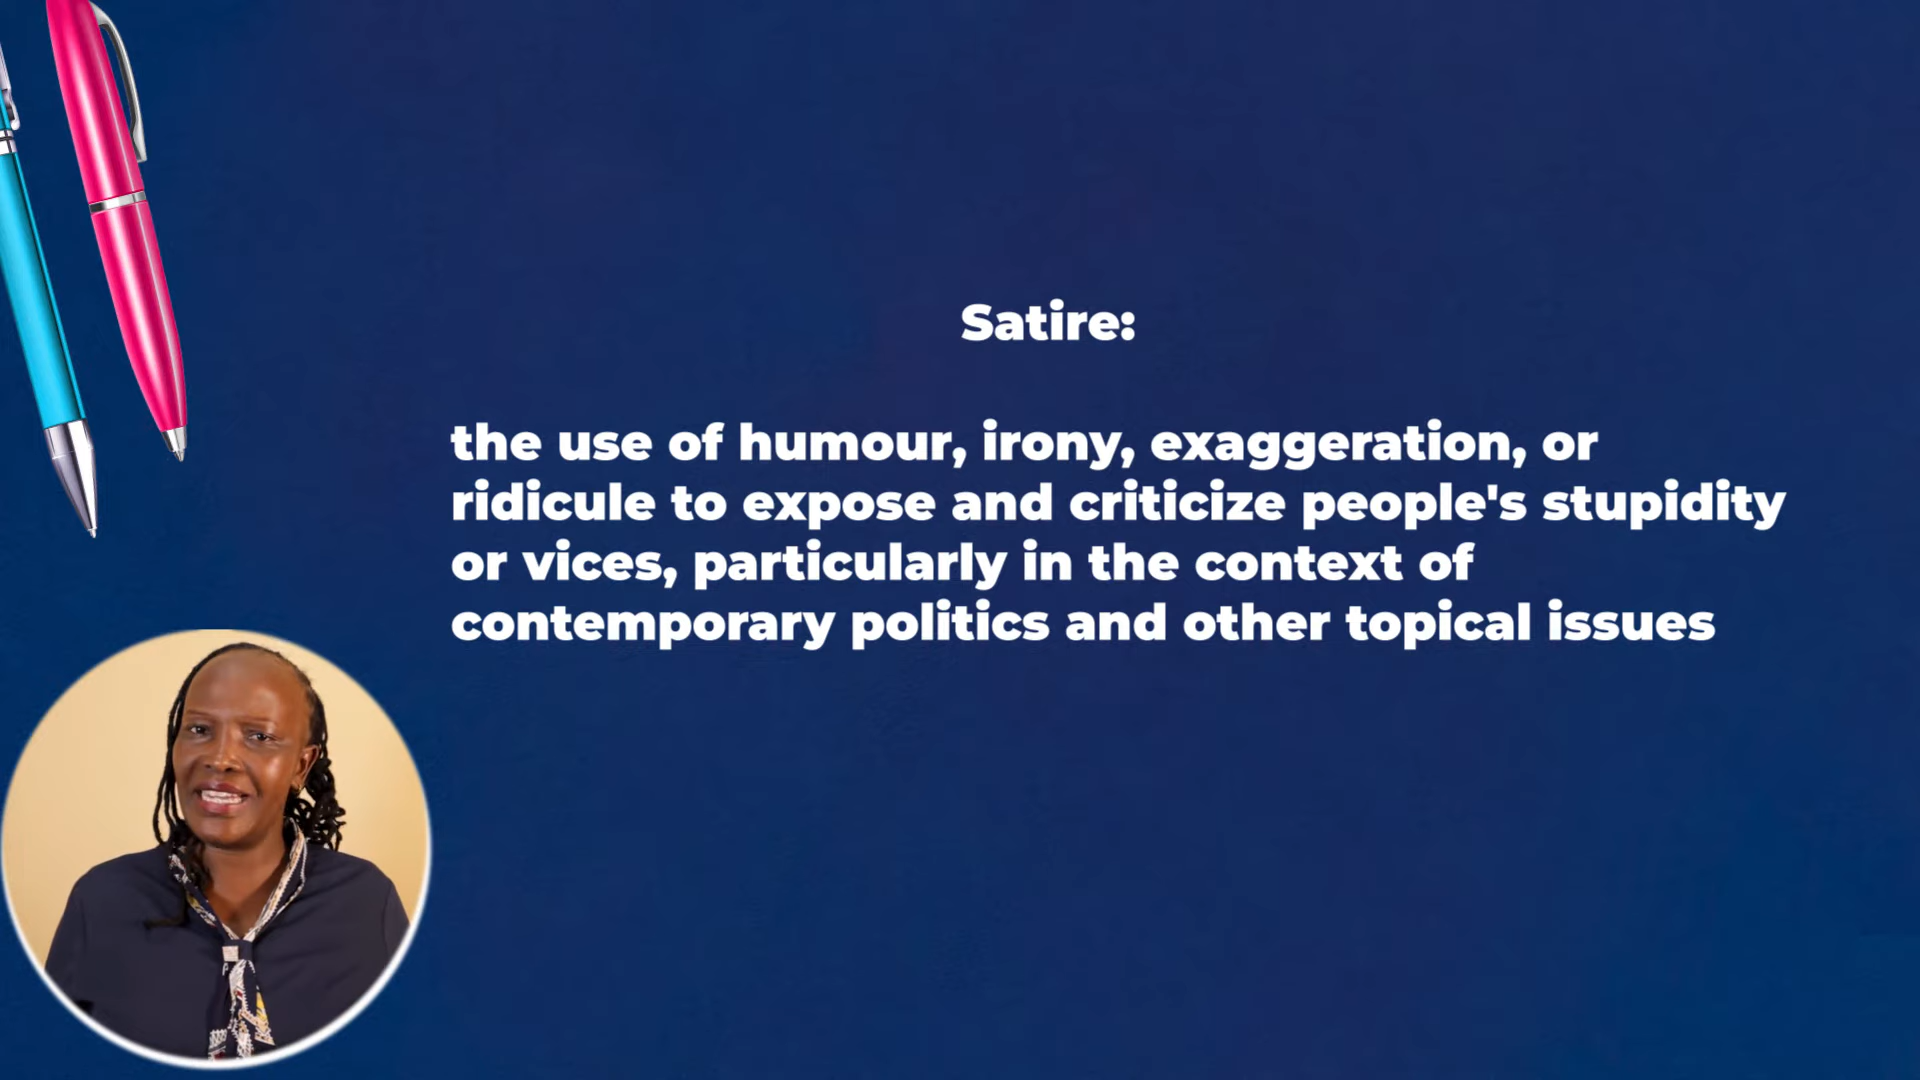 Satire:
the use of humour, irony, exaggeration, or
ridicule to expose and criticize people's stupidity
or vices, particularly in the context of
contemporary politics and other topical issues